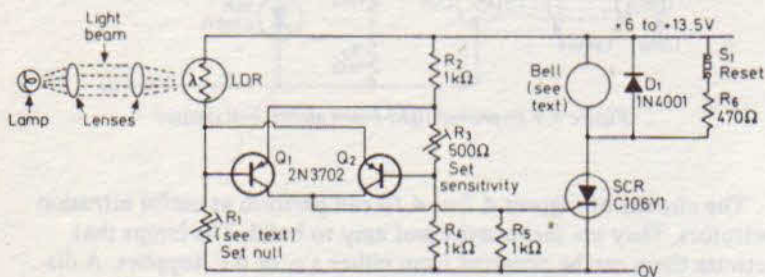 Light
beam
+6 to +13.5V
λ
LDR
Lamp
Lenses
R2
1kΩ
Bell
(see
text)
D1
1N4001
S1
Reset
R6
470Ω
R3
500Ω
Set
sensitivity
Q1
Q2
2N3702
SCR
C106Y1
R1
(see text)
Set null
R4
1kΩ
R5
1kΩ
0V